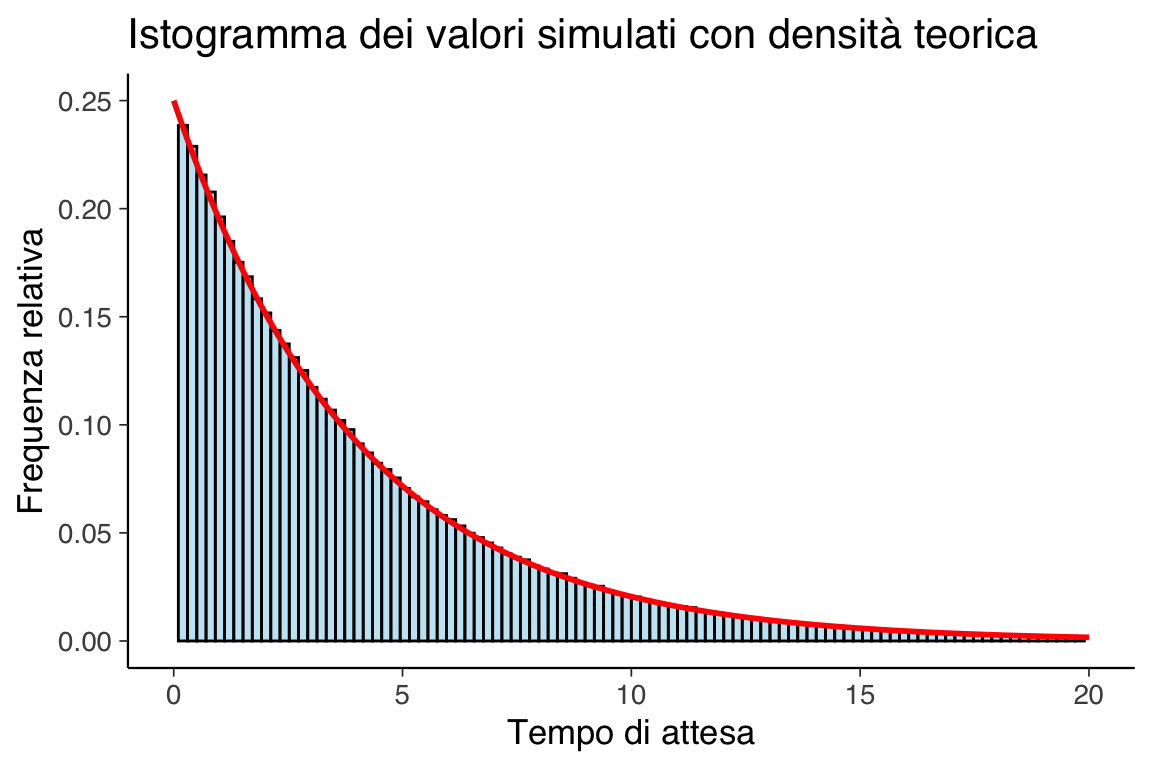 Istogramma dei valori simulati con densità teorica
Frequenza relativa
0.25
0.20
0.15
0.10
0.05
0.00
0 5 10 15 20
Tempo di attesa